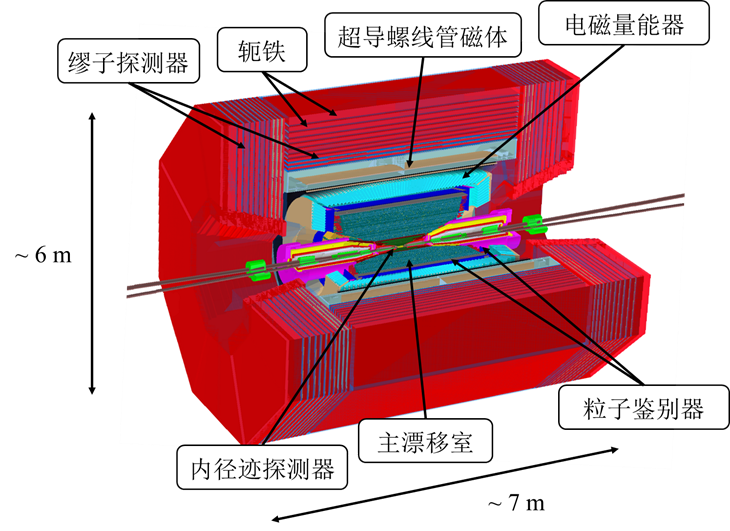 超导螺线管磁体
电磁量能器
轭铁
缪子探测器
~ 6 m
粒子鉴别器
主漂移室
内径迹探测器
~ 7 m